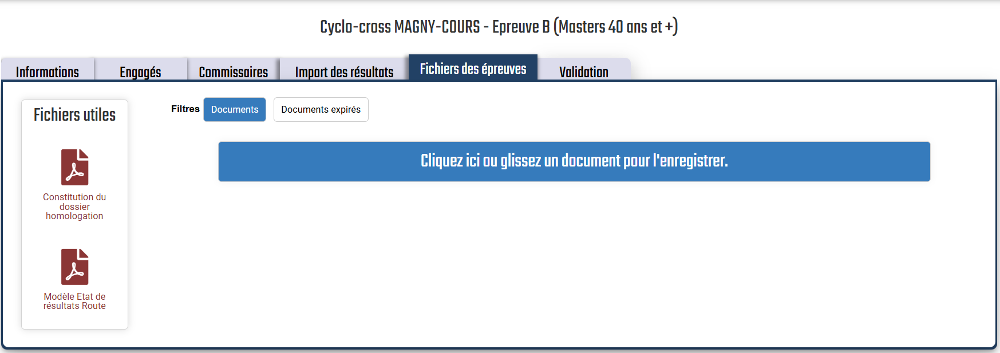 Cyclo-cross MAGNY-COURS - Epreuve B (Masters 40 ans et +)
Informations
Engagés
Commissaires
Import des résultats
Fichiers des épreuves
Validation
Fichiers utiles
Constitution du
dossier
homologation
Modèle Etat de
résultats Route
Filtres
Documents
Documents expirés
Cliquez ici ou glissez un document pour l'enregistrer.